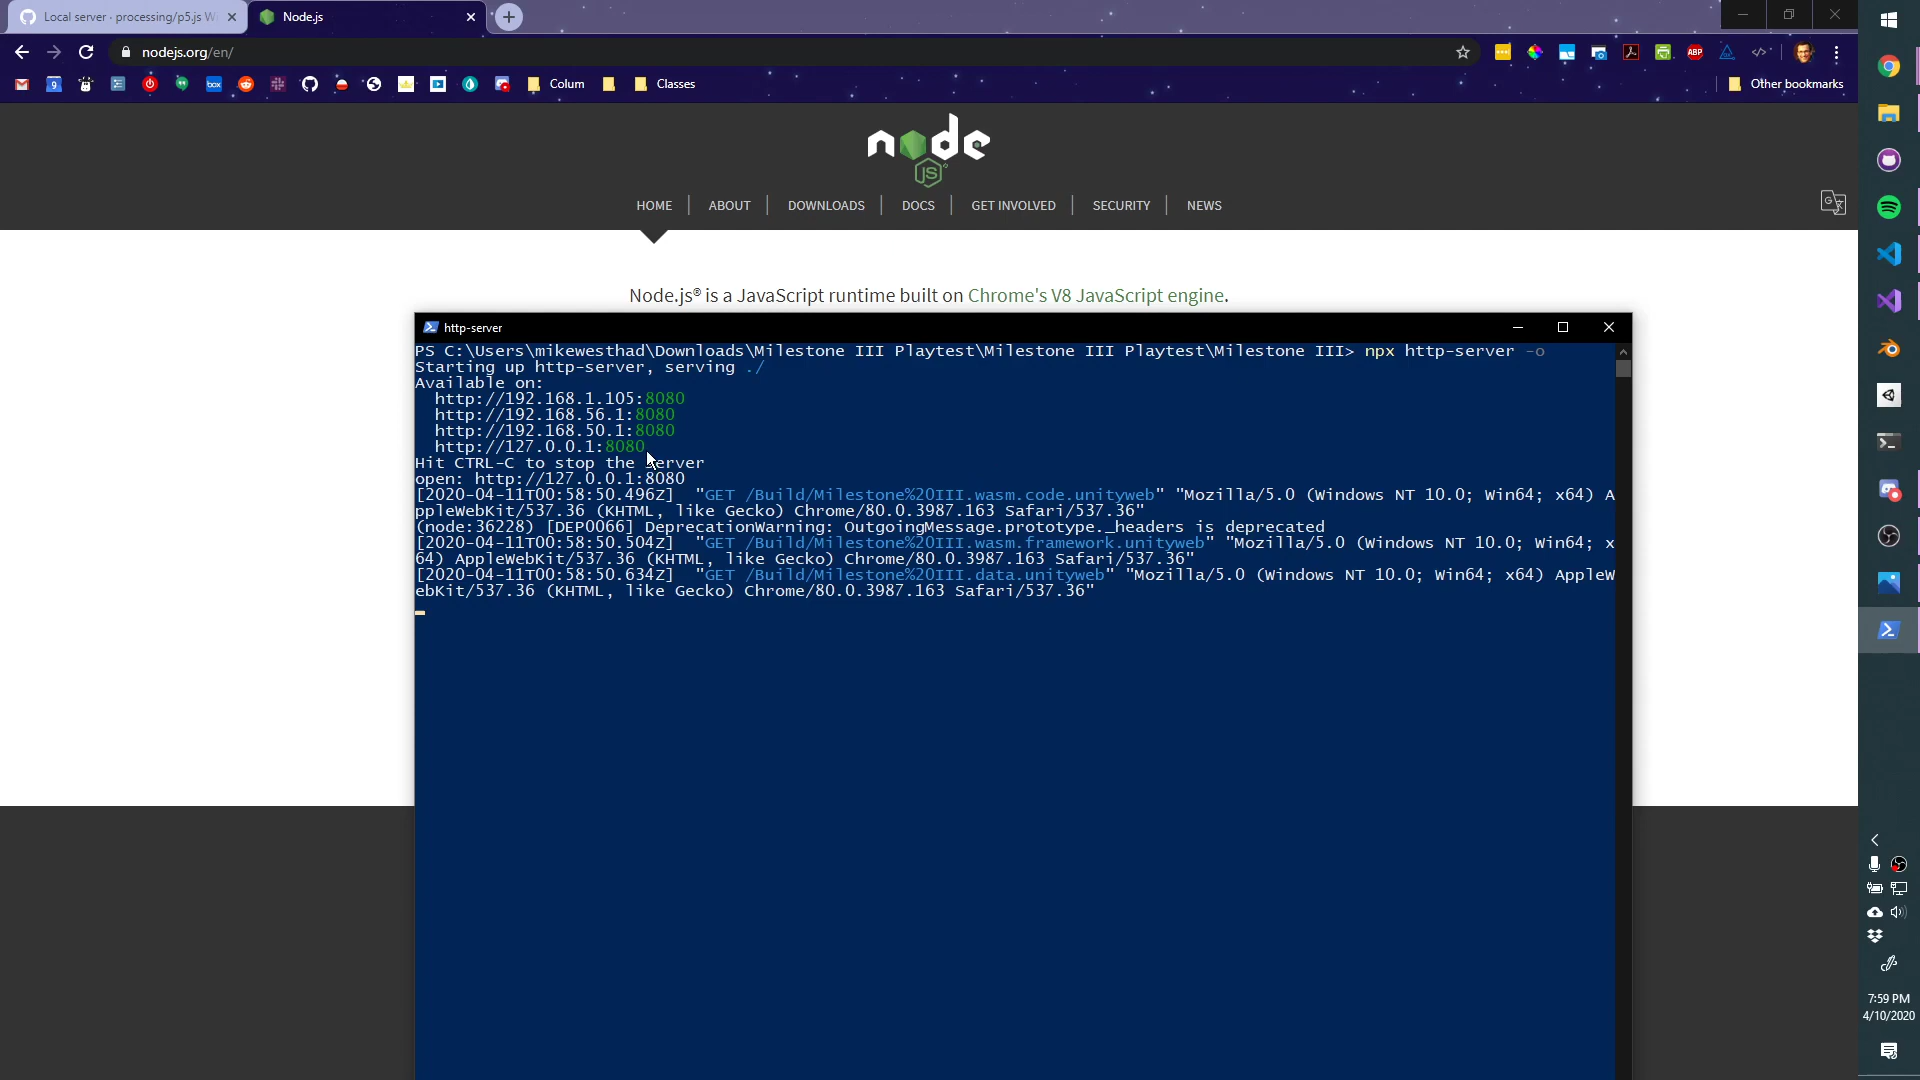 Local server · processing/p5.js W
Node.js
nodejs.org/en/
Colum
Classes
Other bookmarks
node
JS
HOME
ABOUT
DOWNLOADS
DOCS
GET INVOLVED
SECURITY
NEWS
Node.js® is a JavaScript runtime built on Chrome's V8 JavaScript engine.
http-server
PS C:\Users\mikewesthad\Downloads\Milestone III Playtest\Milestone III Playtest\Milestone III> npx http-server -o
Starting up http-server, serving ./
Available on:
http://192.168.1.105:8080
http://192.168.56.1:8080
http://192.168.50.1:8080
http://127.0.0.1:8080
Hit CTRL-C to stop the server
open: http://127.0.0.1:8080
[2020-04-11T00:58:50.496Z]  "GET /Build/Milestone%20III.wasm.code.unityweb" "Mozilla/5.0 (Windows NT 10.0; Win64; x64) A
ppleWebKit/537.36 (KHTML, like Gecko) Chrome/80.0.3987.163 Safari/537.36"
(node:36228) [DEP0066] DeprecationWarning: OutgoingMessage.prototype._headers is deprecated
[2020-04-11T00:58:50.504Z]  "GET /Build/Milestone%20III.wasm.framework.unityweb" "Mozilla/5.0 (Windows NT 10.0; Win64; x
64) AppleWebKit/537.36 (KHTML, like Gecko) Chrome/80.0.3987.163 Safari/537.36"
[2020-04-11T00:58:50.634Z]  "GET /Build/Milestone%20III.data.unityweb" "Mozilla/5.0 (Windows NT 10.0; Win64; x64) AppleW
ebKit/537.36 (KHTML, like Gecko) Chrome/80.0.3987.163 Safari/537.36"
7:59 PM
4/10/2020